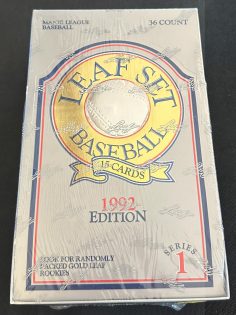 MAJOR LEAGUE
BASEBALL
36 COUNT
LEAF SET
BASEBALL
15 CARDS
1992
EDITION
LOOK FOR RANDOMLY
PACKED GOLD LEAF
ROOKIES
SERIES
1